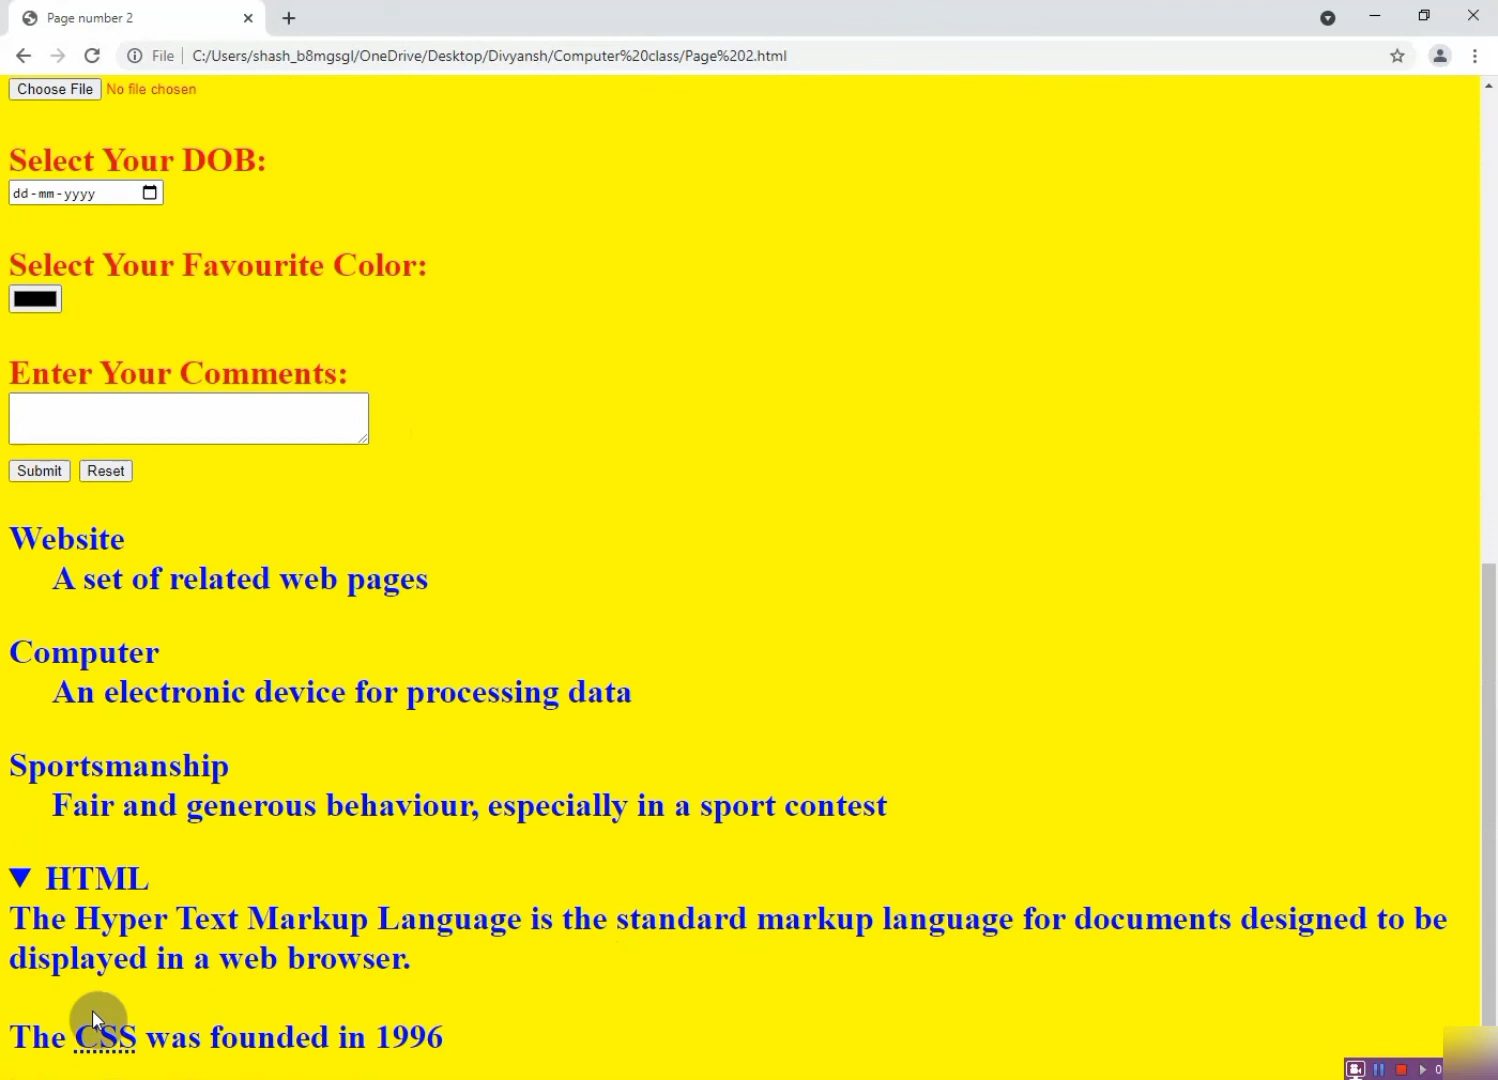 Page number 2
File
C:/Users/shash_b8mgsgl/OneDrive/Desktop/Divyansh/Computer%20class/Page%202.html
Choose File No file chosen
Select Your DOB:
dd-mm-yyyy
Select Your Favourite Color:
Enter Your Comments:
Submit Reset
Website
A set of related web pages
Computer
An electronic device for processing data
Sportsmanship
Fair and generous behaviour, especially in a sport contest
▼ HTML
The Hyper Text Markup Language is the standard markup language for documents designed to be
displayed in a web browser.
The CSS was founded in 1996
0